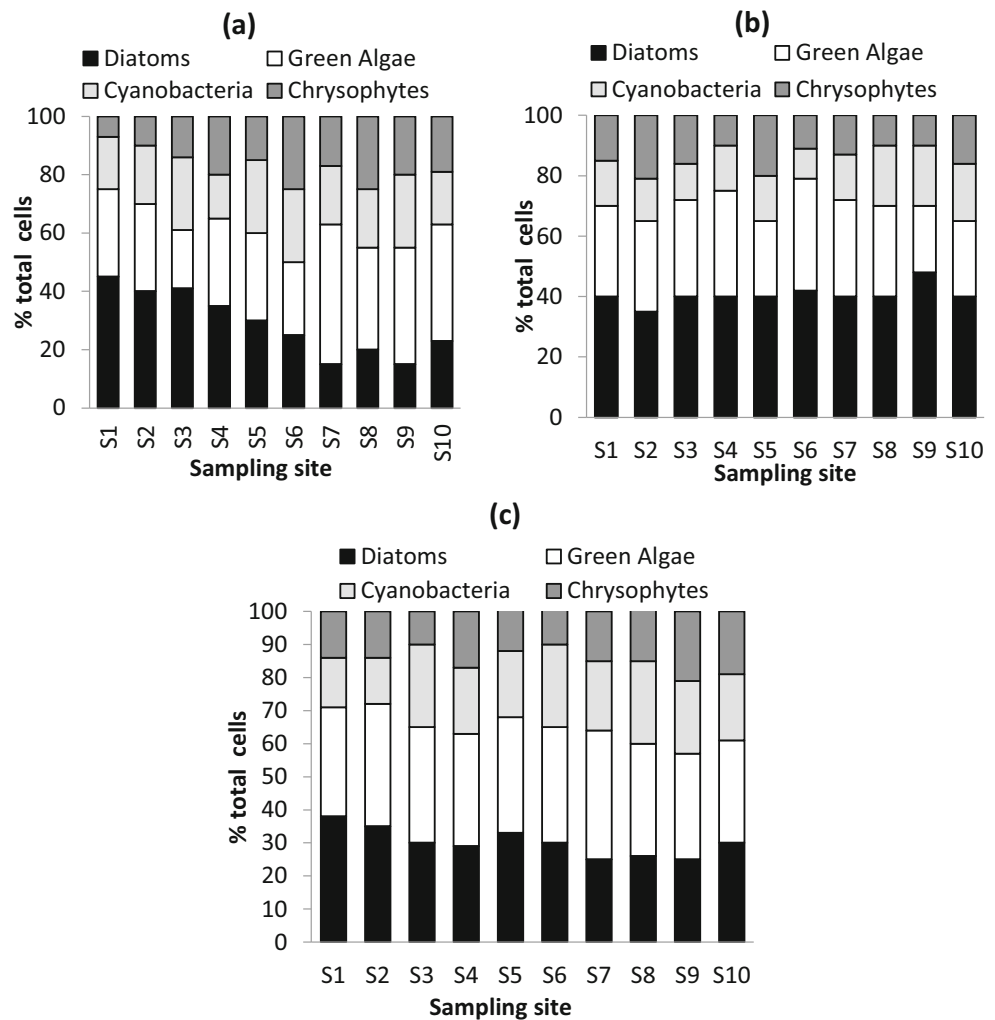 (a)
Diatoms Green Algae
Cyanobacteria Chrysophytes
100
80
60
40
20
0
% total cells
S1 S2 S3 S4 S5 S6 S7 S8 S9 S10
Sampling site
(b)
Diatoms Green Algae
Cyanobacteria Chrysophytes
100
80
60
40
20
0
% total cells
S1 S2 S3 S4 S5 S6 S7 S8 S9 S10
Sampling site
(c)
Diatoms Green Algae
Cyanobacteria Chrysophytes
100
90
80
70
60
50
40
30
20
10
0
% total cells
S1 S2 S3 S4 S5 S6 S7 S8 S9 S10
Sampling site